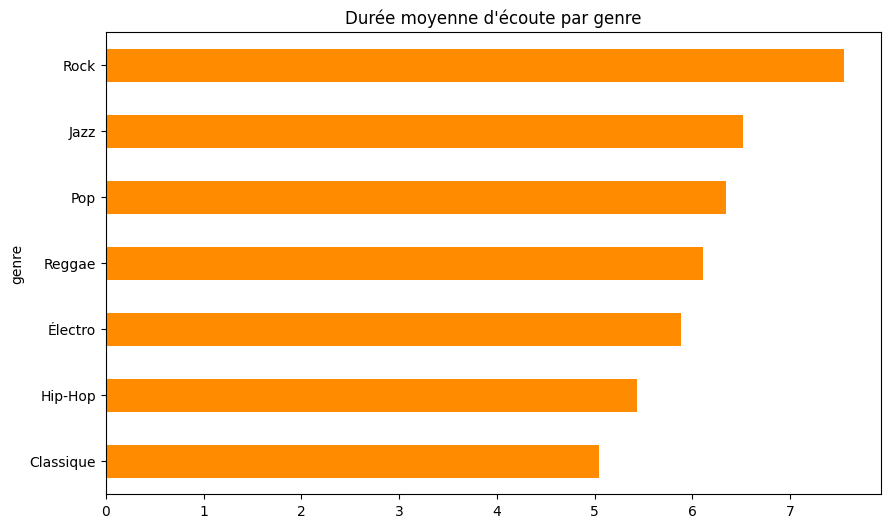 Durée moyenne d'écoute par genre
genre
Rock
Jazz
Pop
Reggae
Électro
Hip-Hop
Classique
0 1 2 3 4 5 6 7